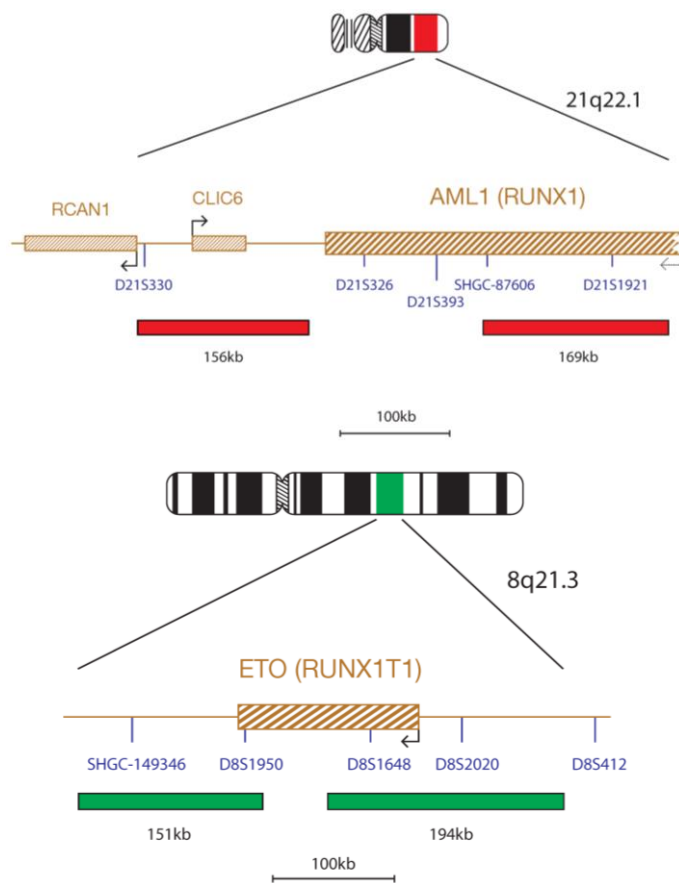 21q22.1
RCAN1 CLIC6 AML1 (RUNX1)
D21S330 D21S326 SHGC-87606 D21S1921
D21S393
156kb 169kb
100kb
8q21.3
ETO (RUNX1T1)
SHGC-149346 D8S1950 D8S1648 D8S2020 D8S412
151kb 194kb
100kb